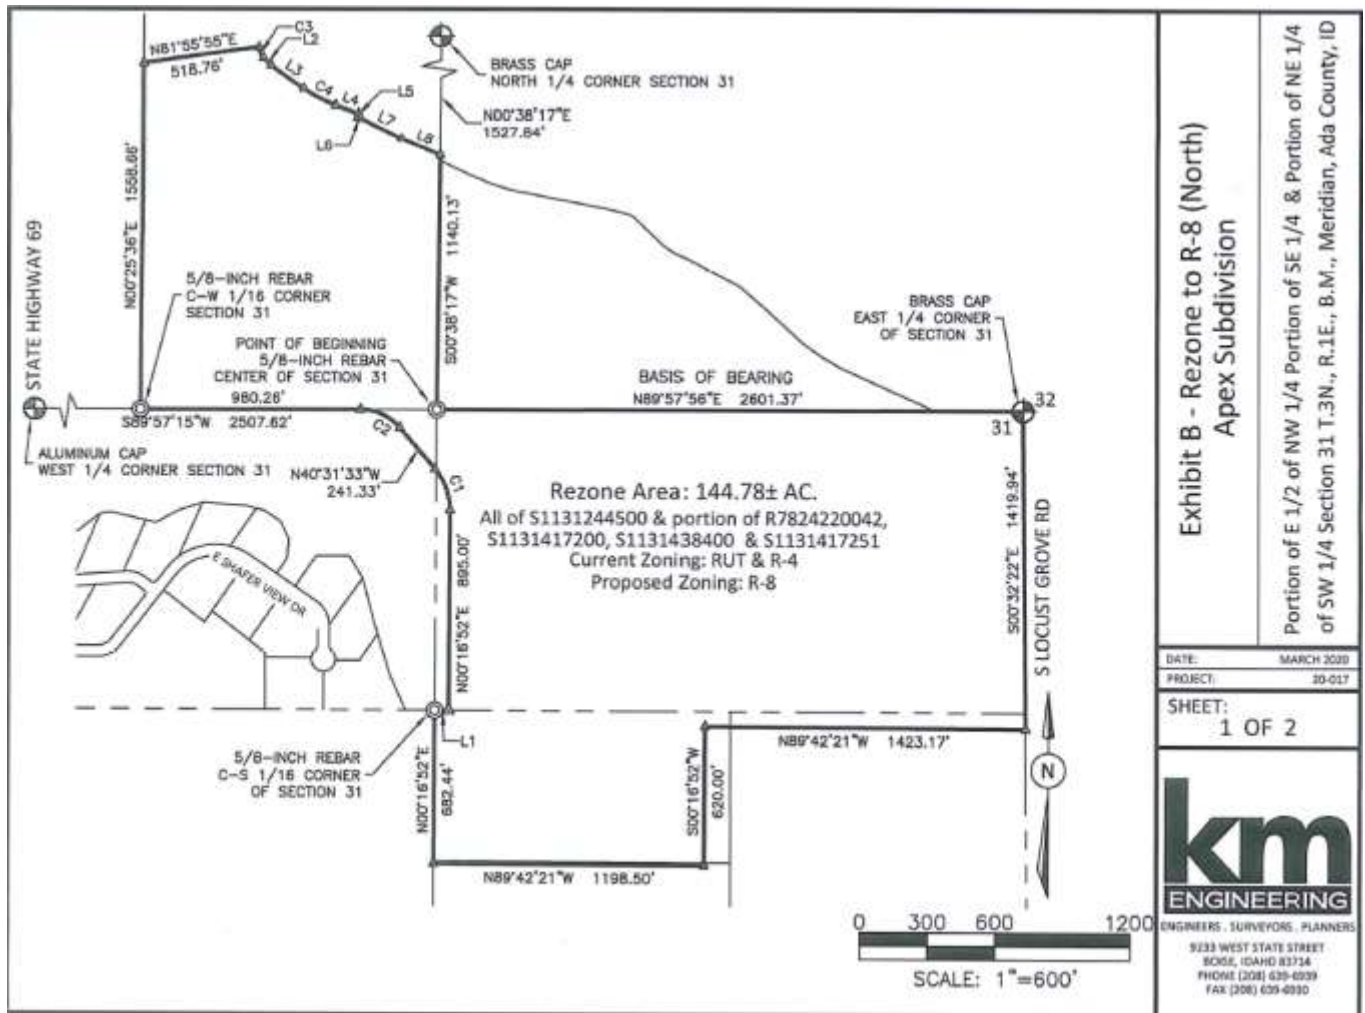 N81°55'55"E
518.76'
C3
L2
L3
C4
L4
L5
L6
L7
L8
BRASS CAP
NORTH 1/4 CORNER SECTION 31
N00°38'17"E
1527.84'
N00°25'36"E 1558.66'
S00°38'17"W 1140.13'
STATE HIGHWAY 69
5/8-INCH REBAR
C-W 1/16 CORNER
SECTION 31
POINT OF BEGINNING
5/8-INCH REBAR
CENTER OF SECTION 31
980.26'
S89°57'15"W 2507.62'
ALUMINUM CAP
WEST 1/4 CORNER SECTION 31
BRASS CAP
EAST 1/4 CORNER
OF SECTION 31
BASIS OF BEARING
N89°57'56"E 2601.37'
32
31
C2
N40°31'33"W
241.33'
C1
Rezone Area: 144.78± AC.
All of S1131244500 & portion of R7824220042,
S1131417200, S1131438400 & S1131417251
Current Zoning: RUT & R-4
Proposed Zoning: R-8
E SHAFER VIEW DR
N00°16'52"E 895.00'
S00°32'22"E 1419.94'
S LOCUST GROVE RD
L1
5/8-INCH REBAR
C-S 1/16 CORNER
OF SECTION 31
N00°16'52"E
682.44'
N89°42'21"W 1198.50'
S00°16'52"W
620.00'
N89°42'21"W 1423.17'
N
0 300 600 1200
SCALE: 1"=600'
Exhibit B - Rezone to R-8 (North)
Apex Subdivision
Portion of E 1/2 of NW 1/4 Portion of SE 1/4 & Portion of NE 1/4
of SW 1/4 Section 31 T.3N., R.1E., B.M., Meridian, Ada County, ID
DATE: MARCH 2020
PROJECT: 20-017
SHEET:
1 OF 2
km
ENGINEERING
ENGINEERS . SURVEYORS . PLANNERS
9233 WEST STATE STREET
BOISE, IDAHO 83714
PHONE (208) 639-6939
FAX (208) 639-6930